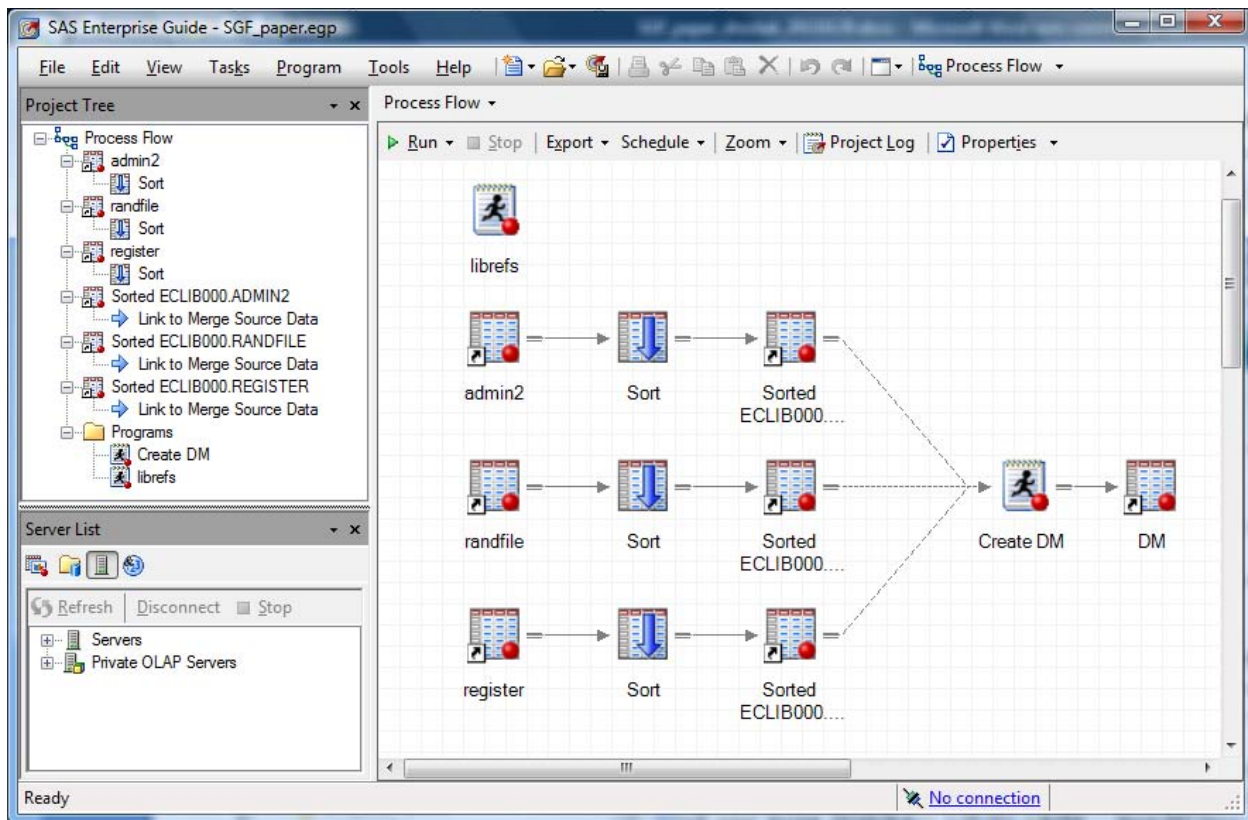 SAS Enterprise Guide - SGF_paper.egp
File Edit View Tasks Program Tools Help Process Flow
Project Tree
Process Flow
admin2
Sort
randfile
Sort
register
Sort
Sorted ECLIB000.ADMIN2
Link to Merge Source Data
Sorted ECLIB000.RANDFILE
Link to Merge Source Data
Sorted ECLIB000.REGISTER
Link to Merge Source Data
Programs
Create DM
librefs
Server List
Refresh Disconnect Stop
Servers
Private OLAP Servers
Process Flow
Run Stop Export Schedule Zoom Project Log Properties
librefs
admin2 Sort Sorted
ECLIB000....
randfile Sort Sorted Create DM DM
ECLIB000....
register Sort Sorted
ECLIB000....
Ready No connection